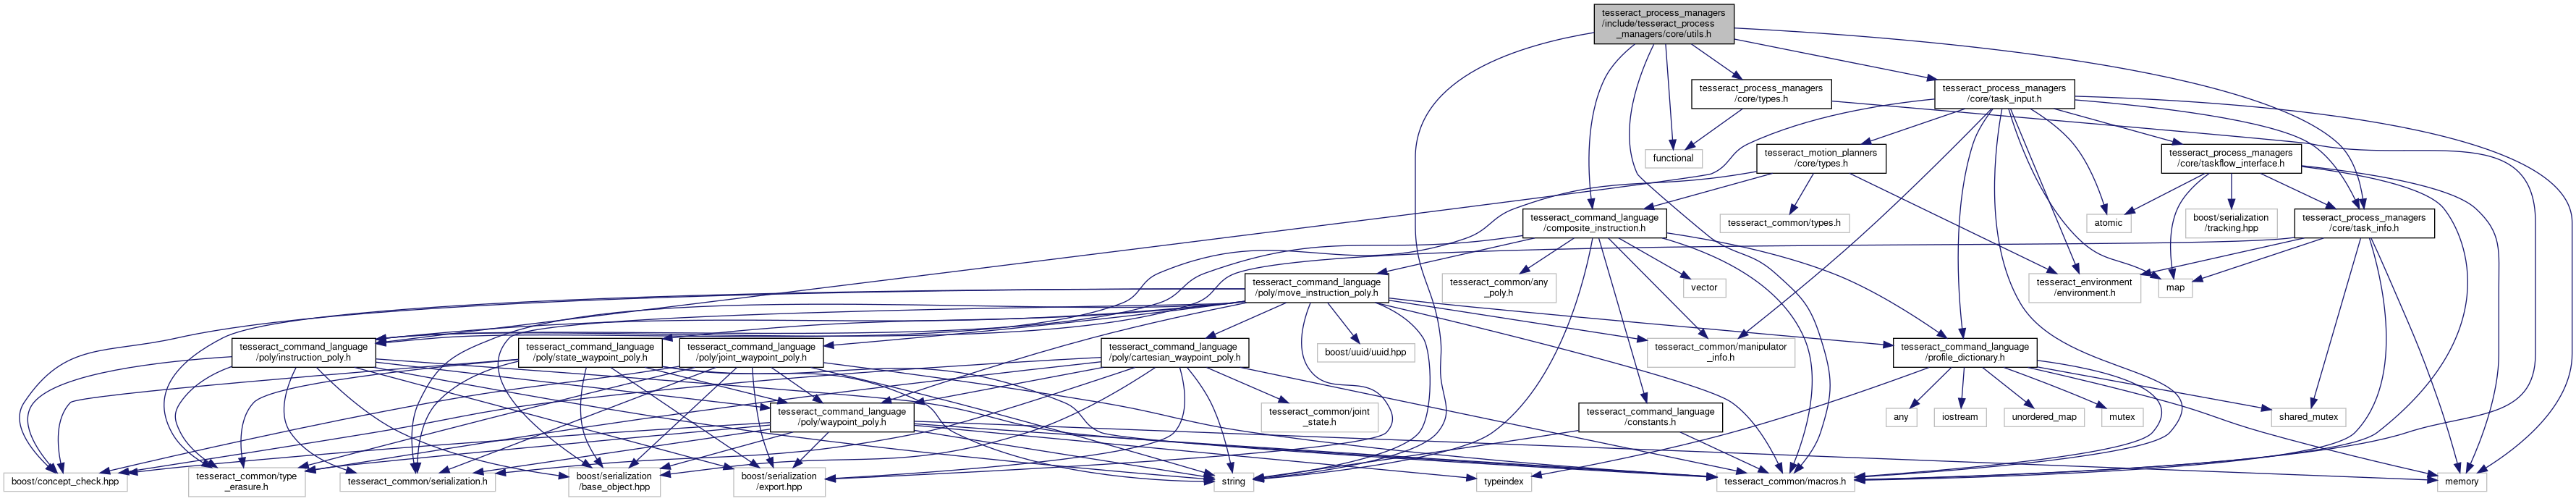 tesseract_process_managers
/include/tesseract_process
_managers/core/utils.h
tesseract_process_managers
/core/types.h
tesseract_process_managers
/core/task_input.h
functional
tesseract_motion_planners
/core/types.h
tesseract_process_managers
/core/taskflow_interface.h
tesseract_command_language
/composite_instruction.h
tesseract_common/types.h
atomic
boost/serialization
/tracking.hpp
tesseract_process_managers
/core/task_info.h
tesseract_command_language
/poly/move_instruction_poly.h
tesseract_common/any
_poly.h
vector
tesseract_environment
/environment.h
map
tesseract_command_language
/poly/instruction_poly.h
tesseract_command_language
/poly/state_waypoint_poly.h
tesseract_command_language
/poly/joint_waypoint_poly.h
tesseract_command_language
/poly/cartesian_waypoint_poly.h
boost/uuid/uuid.hpp
tesseract_common/manipulator
_info.h
tesseract_command_language
/profile_dictionary.h
tesseract_command_language
/poly/waypoint_poly.h
tesseract_common/joint
_state.h
tesseract_command_language
/constants.h
any
iostream
unordered_map
mutex
shared_mutex
boost/concept_check.hpp
tesseract_common/type
_erasure.h
tesseract_common/serialization.h
boost/serialization
/base_object.hpp
boost/serialization
/export.hpp
string
typeindex
tesseract_common/macros.h
memory